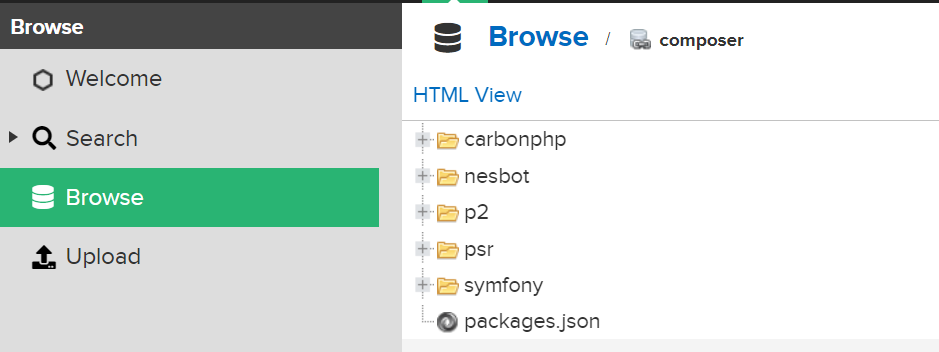 Browse
Welcome
Search
Browse
Upload
Browse / composer
HTML View
carbonphp
nesbot
p2
psr
symfony
packages.json